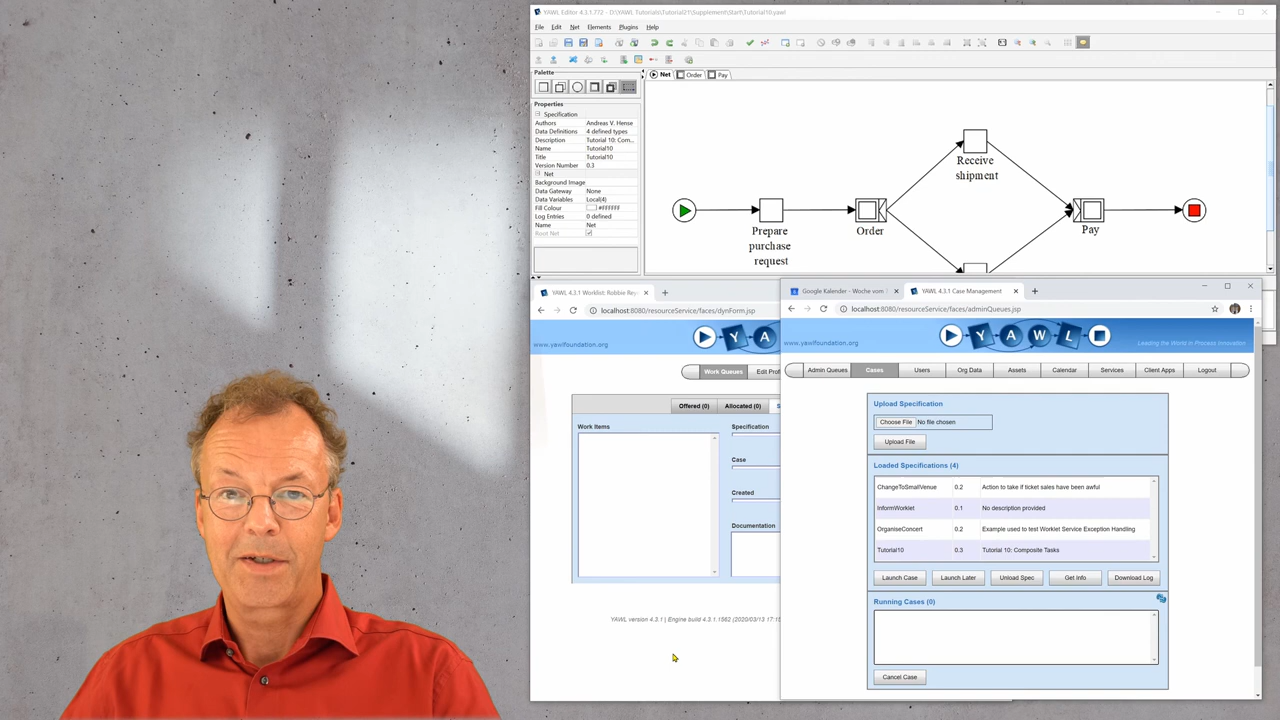 YAWL Editor 4.3.1.772 - D:\YAWL Tutorials\Tutorial21\Supplement\Start\Tutorial10.yawl
File Edit Net Elements Plugins Help
Palette
Net Order Pay
Properties
Specification
Authors Andreas V. Hense
Data Definitions 4 defined types
Description Tutorial 10: Com...
Name Tutorial10
Title Tutorial10
Version Number 0.3
Net
Background Image
Data Gateway None
Data Variables Local(4)
Fill Colour #FFFFFF
Log Entries 0 defined
Name Net
Root Net
Receive
shipment
Prepare
purchase
request
Order
Pay
YAWL 4.3.1 Worklist: Robbie Rey
localhost:8080/resourceService/faces/dynForm.jsp
www.yawlfoundation.org
Y A
Work Queues Edit Prof
Offered (0) Allocated (0) S
Work Items
Specification
Case
Created
Documentation
YAWL version 4.3.1 | Engine build 4.3.1.1562 (2020/03/13 17:15
Google Kalender - Woche vom
YAWL 4.3.1 Case Management
localhost:8080/resourceService/faces/adminQueues.jsp
www.yawlfoundation.org
Y A W L
Leading the World in Process Innovation
Admin Queues Cases Users Org Data Assets Calendar Services Client Apps Logout
Upload Specification
Choose File No file chosen
Upload File
Loaded Specifications (4)
ChangeToSmallVenue 0.2 Action to take if ticket sales have been awful
InformWorklet 0.1 No description provided
OrganiseConcert 0.2 Example used to test Worklet Service Exception Handling
Tutorial10 0.3 Tutorial 10: Composite Tasks
Launch Case Launch Later Unload Spec Get Info Download Log
Running Cases (0)
Cancel Case